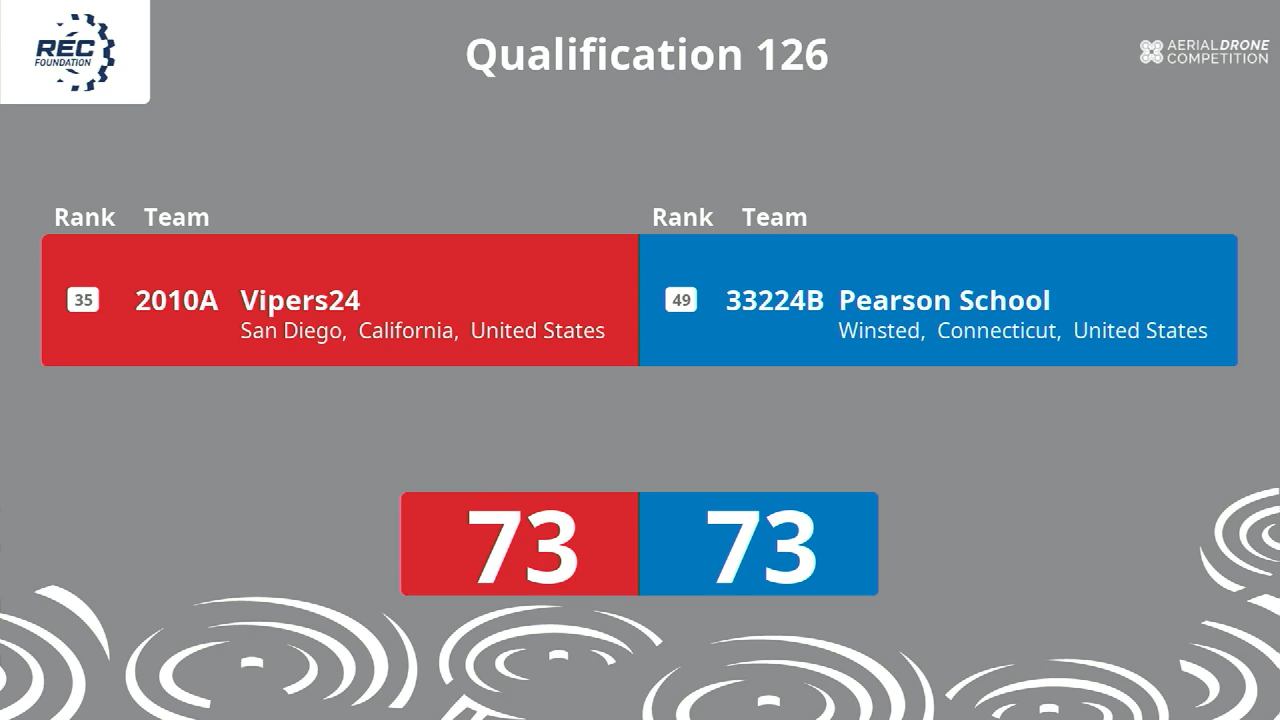 REC
FOUNDATION
Qualification 126
AERIALDRONE
COMPETITION
Rank Team
35 2010A Vipers24
San Diego, California, United States
Rank Team
49 33224B Pearson School
Winsted, Connecticut, United States
73 73